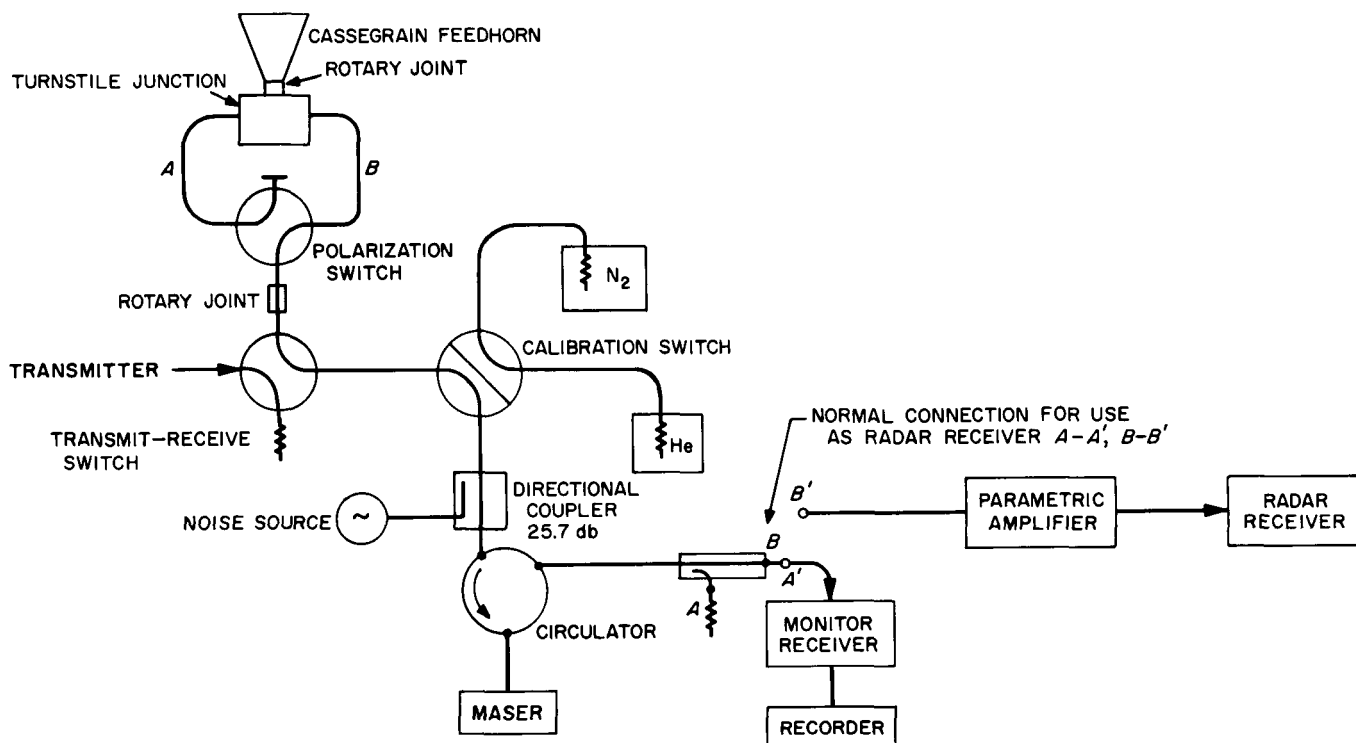 CASSEGRAIN FEEDHORN
ROTARY JOINT
TURNSTILE JUNCTION
A
B
POLARIZATION
SWITCH
N2
ROTARY JOINT
CALIBRATION SWITCH
TRANSMITTER
TRANSMIT–RECEIVE
SWITCH
He
NORMAL CONNECTION FOR USE
AS RADAR RECEIVER A-A', B-B'
DIRECTIONAL
COUPLER
25.7 db
NOISE SOURCE
~
B'
PARAMETRIC
AMPLIFIER
RADAR
RECEIVER
B
A'
A
CIRCULATOR
MONITOR
RECEIVER
MASER
RECORDER